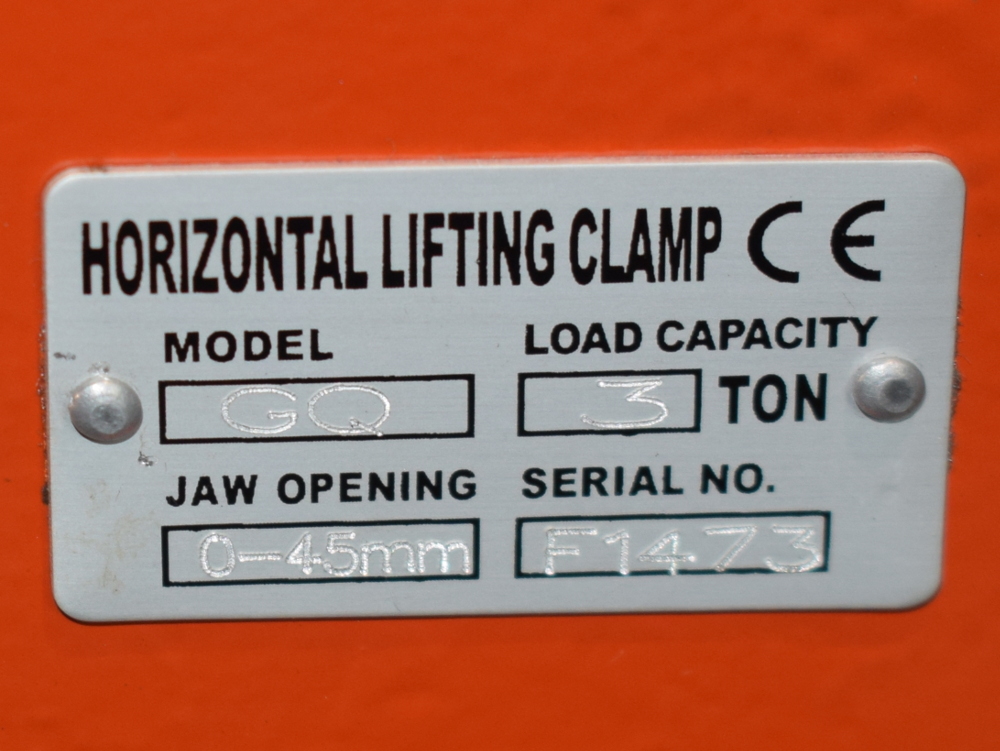 HORIZONTAL LIFTING CLAMP CE
MODEL LOAD CAPACITY
GQ 3 TON
JAW OPENING SERIAL NO.
0-45mm F1473